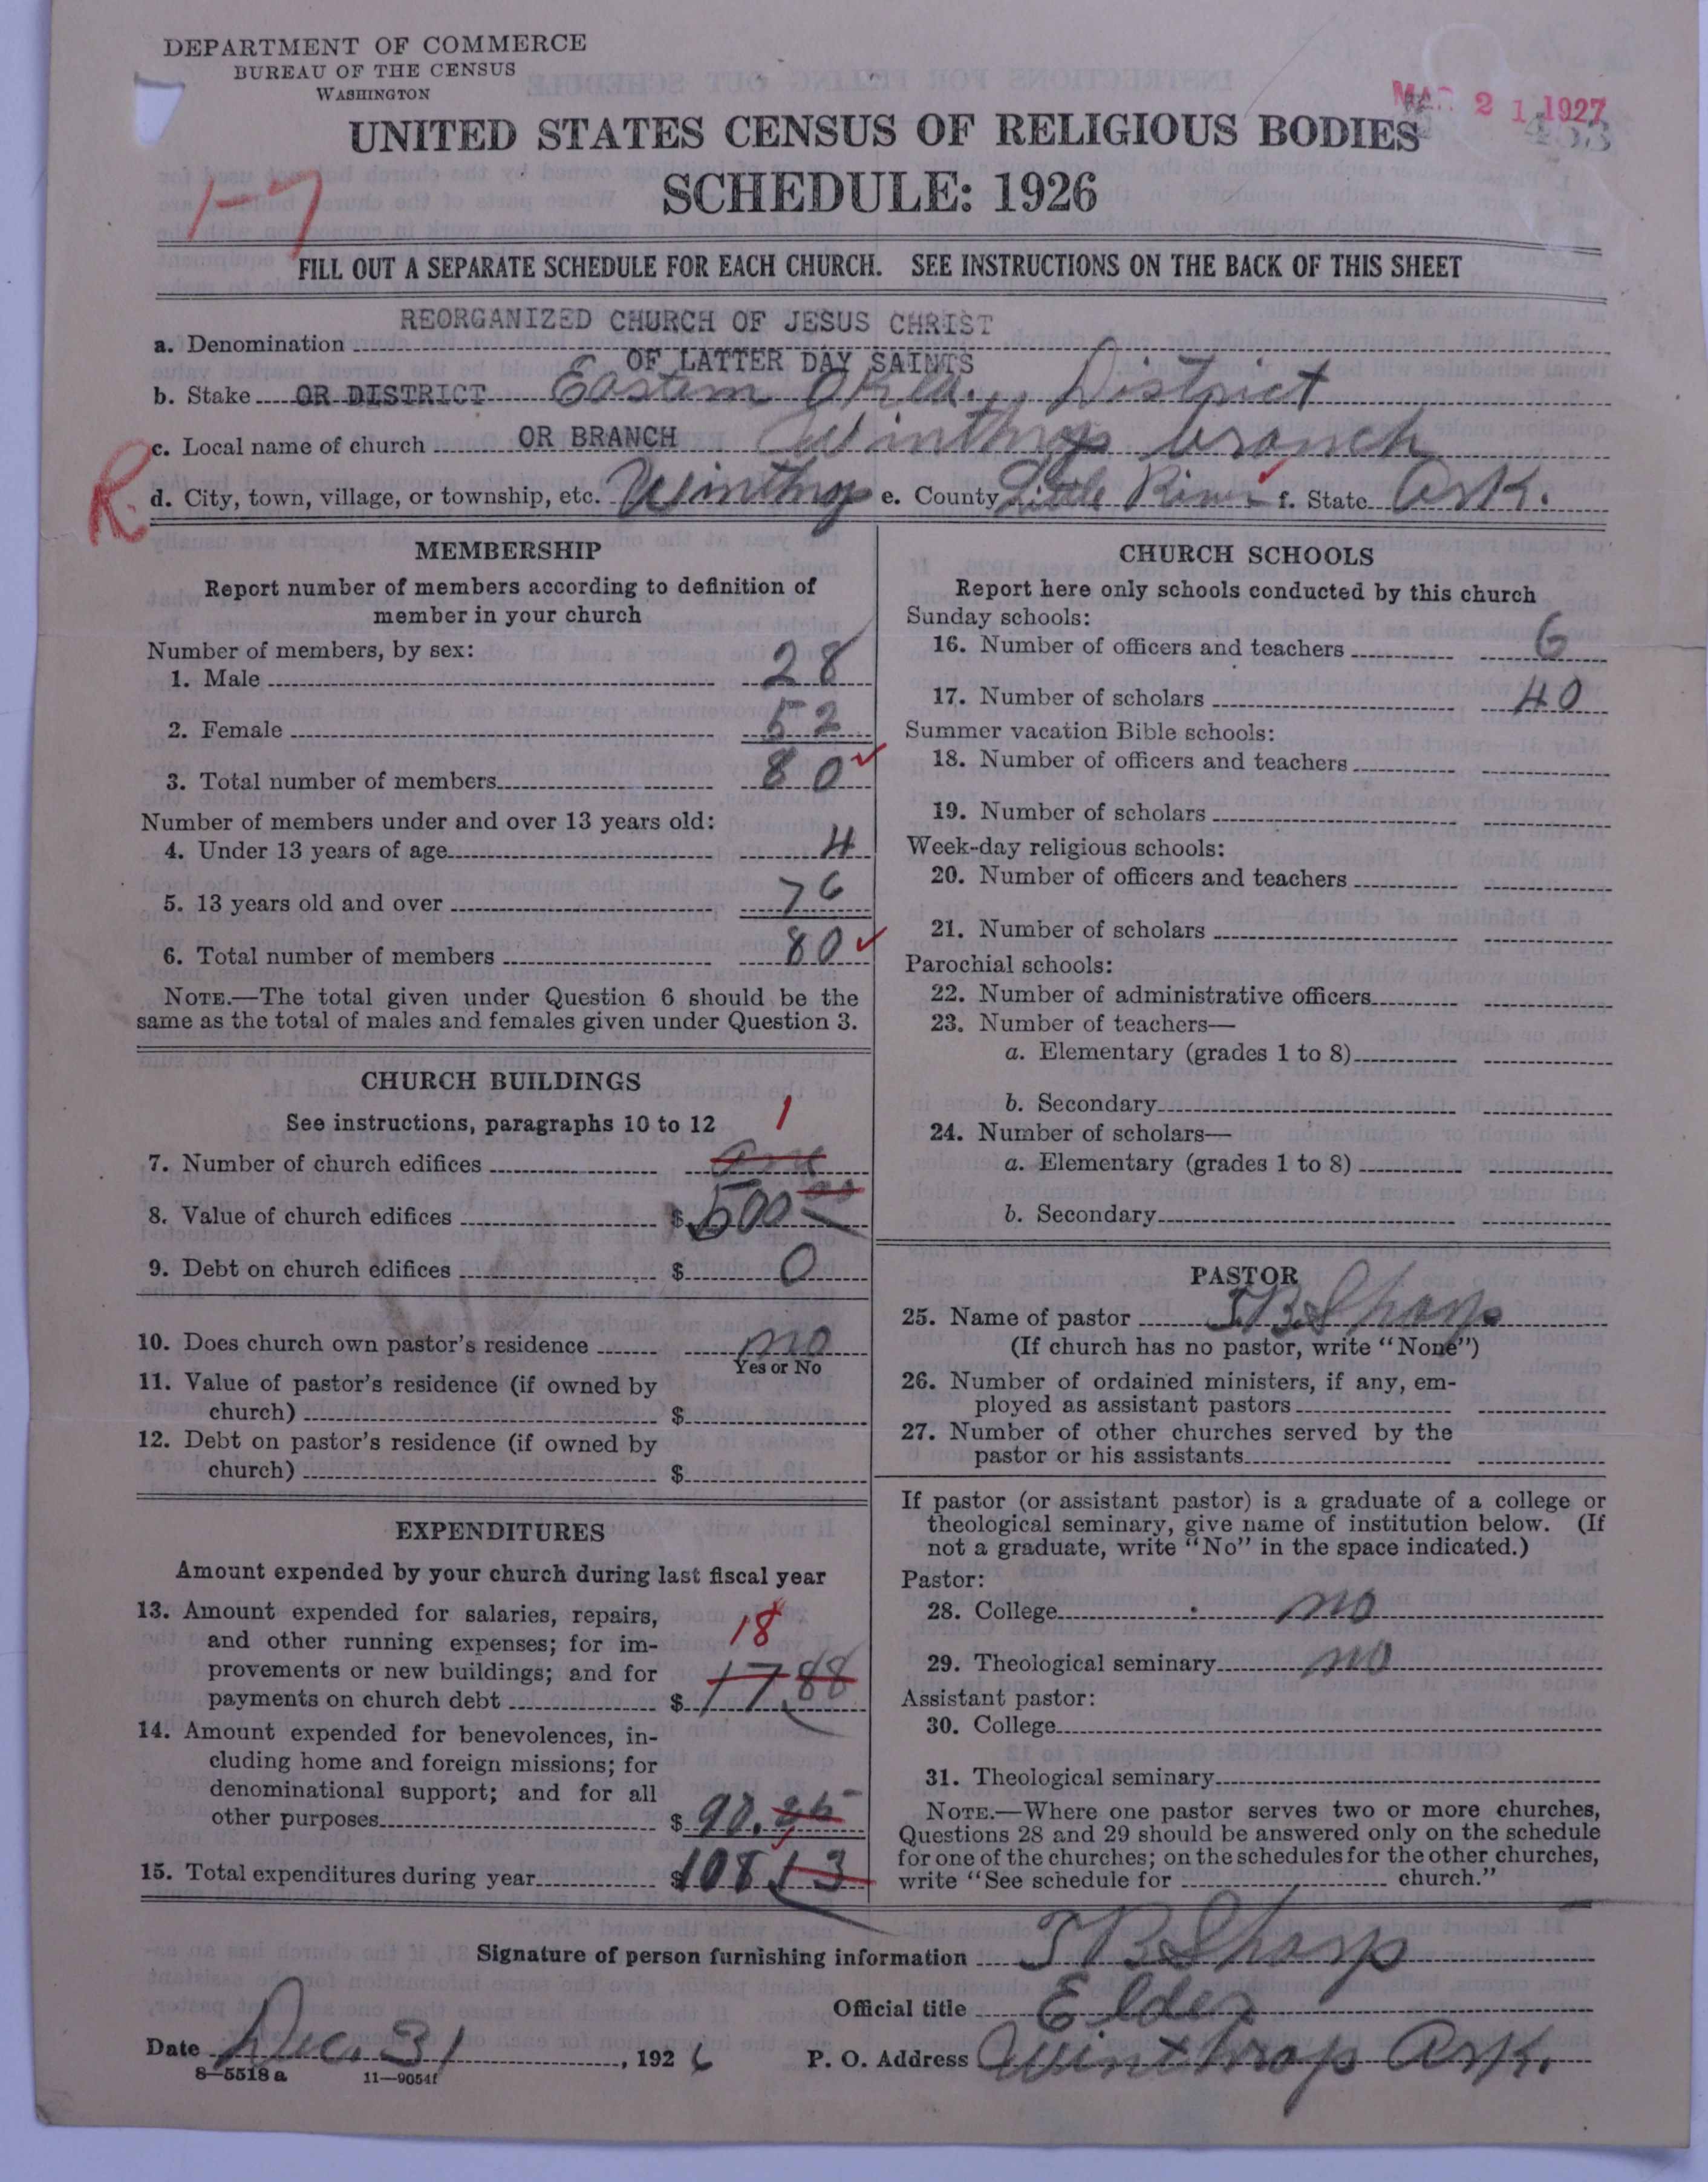 DEPARTMENT OF COMMERCE
BUREAU OF THE CENSUS
WASHINGTON
MAR 21 1927
UNITED STATES CENSUS OF RELIGIOUS BODIES
SCHEDULE: 1926
1-7
FILL OUT A SEPARATE SCHEDULE FOR EACH CHURCH. SEE INSTRUCTIONS ON THE BACK OF THIS SHEET
REORGANIZED CHURCH OF JESUS CHRIST
a. Denomination
OF LATTER DAY SAINTS
b. Stake OR DISTRICT Eastern Okla., District
c. Local name of church OR BRANCH Winthrop branch
R d. City, town, village, or township, etc. Winthrop e. County Little River f. State Ark.
MEMBERSHIP
Report number of members according to definition of
member in your church
Number of members, by sex:
1. Male 28
2. Female 52
3. Total number of members 80 ✓
Number of members under and over 13 years old:
4. Under 13 years of age 4
5. 13 years old and over 76
6. Total number of members 80 ✓
NOTE.—The total given under Question 6 should be the
same as the total of males and females given under Question 3.
CHURCH BUILDINGS
See instructions, paragraphs 10 to 12 1
7. Number of church edifices one
8. Value of church edifices $ 500 00
9. Debt on church edifices $ 0
10. Does church own pastor's residence no
Yes or No
11. Value of pastor's residence (if owned by
church) $
12. Debt on pastor's residence (if owned by
church) $
EXPENDITURES
Amount expended by your church during last fiscal year
13. Amount expended for salaries, repairs,
and other running expenses; for im- 18
provements or new buildings; and for
payments on church debt $ 17.88
14. Amount expended for benevolences, in-
cluding home and foreign missions; for
denominational support; and for all
other purposes $ 90.25
15. Total expenditures during year $ 108.13
CHURCH SCHOOLS
Report here only schools conducted by this church
Sunday schools:
16. Number of officers and teachers 6
17. Number of scholars 40
Summer vacation Bible schools:
18. Number of officers and teachers
19. Number of scholars
Week-day religious schools:
20. Number of officers and teachers
21. Number of scholars
Parochial schools:
22. Number of administrative officers
23. Number of teachers—
a. Elementary (grades 1 to 8)
b. Secondary
24. Number of scholars—
a. Elementary (grades 1 to 8)
b. Secondary
PASTOR
25. Name of pastor J.B. Sharp
(If church has no pastor, write "None")
26. Number of ordained ministers, if any, em-
ployed as assistant pastors
27. Number of other churches served by the
pastor or his assistants
If pastor (or assistant pastor) is a graduate of a college or
theological seminary, give name of institution below. (If
not a graduate, write "No" in the space indicated.)
Pastor:
28. College no
29. Theological seminary no
Assistant pastor:
30. College
31. Theological seminary
NOTE.—Where one pastor serves two or more churches,
Questions 28 and 29 should be answered only on the schedule
for one of the churches; on the schedules for the other churches,
write "See schedule for church."
Signature of person furnishing information J B Sharp
Official title Elder
Date Dec. 31, 1926 P. O. Address Winthrop Ark.
8—5518 a 11—9054f